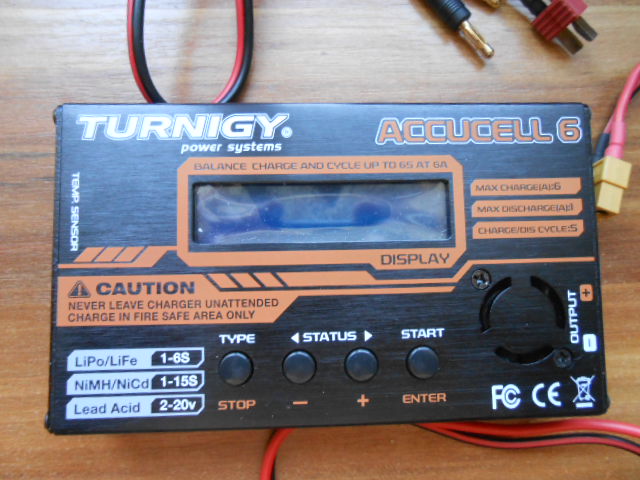 TURNIGY®
power systems
ACCUCELL 6
BALANCE CHARGE AND CYCLE UP TO 6S AT 6A
TEMP SENSOR
MAX CHARGE(A):6
MAX DISCHARGE(A):1
CHARGE/DIS CYCLE:5
DISPLAY
CAUTION
NEVER LEAVE CHARGER UNATTENDED
CHARGE IN FIRE SAFE AREA ONLY
OUTPUT
+
-
TYPE
STATUS
START
LiPo/LiFe 1-6S
NiMH/NiCd 1-15S
Lead Acid 2-20v
STOP
-
+
ENTER
FC CE